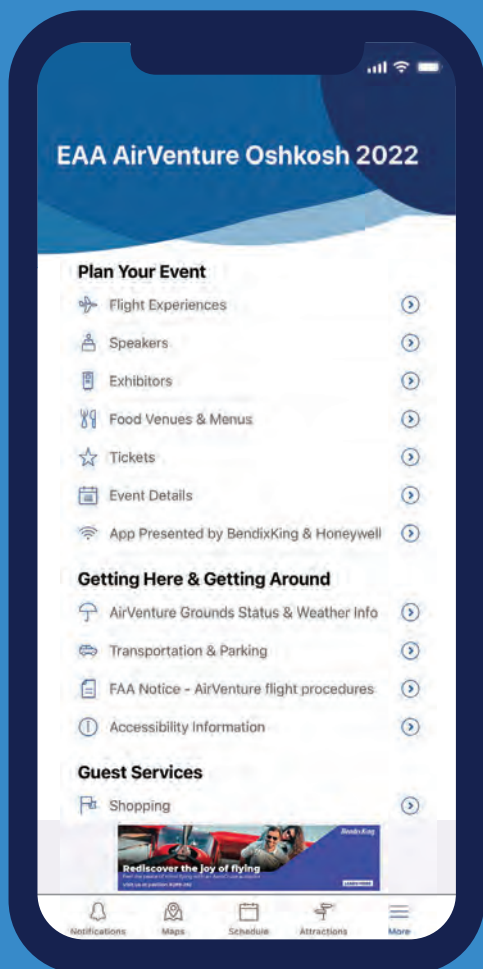 EAA AirVenture Oshkosh 2022
Plan Your Event
Flight Experiences
Speakers
Exhibitors
Food Venues & Menus
Tickets
Event Details
App Presented by BendixKing & Honeywell
Getting Here & Getting Around
AirVenture Grounds Status & Weather Info
Transportation & Parking
FAA Notice - AirVenture flight procedures
Accessibility Information
Guest Services
Shopping
BendixKing
Rediscover the joy of flying
LEARN MORE
Notifications
Maps
Schedule
Attractions
More